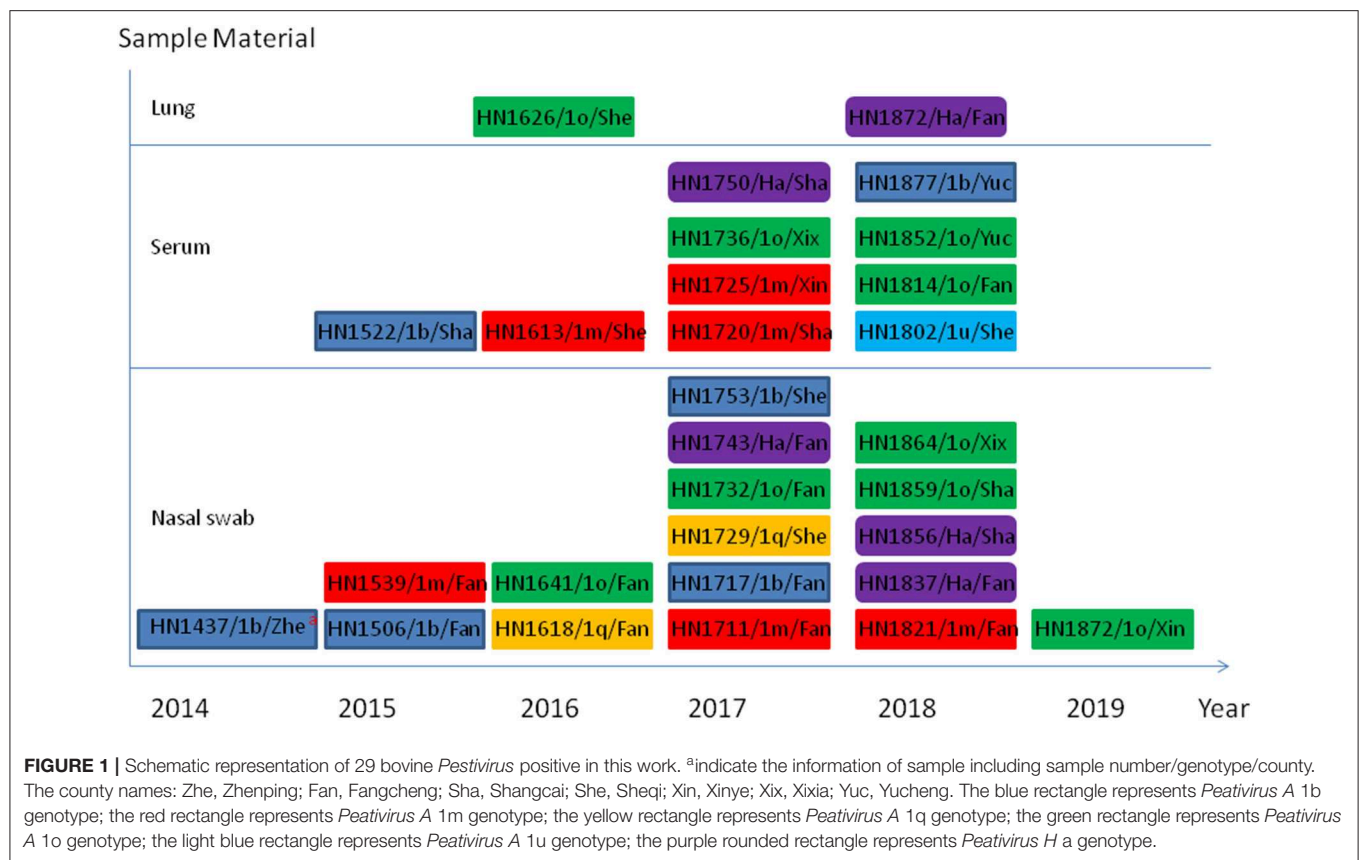 Sample Material
Lung
HN1626/1o/She
HN1872/Ha/Fan
HN1750/Ha/Sha
HN1877/1b/Yuc
HN1736/1o/Xix
HN1852/1o/Yuc
Serum
HN1725/1m/Xin
HN1814/1o/Fan
HN1522/1b/Sha
HN1613/1m/She
HN1720/1m/Sha
HN1802/1u/She
HN1753/1b/She
HN1743/Ha/Fan
HN1864/1o/Xix
HN1732/1o/Fan
HN1859/1o/Sha
Nasal swab
HN1729/1q/She
HN1856/Ha/Sha
HN1539/1m/Fan
HN1641/1o/Fan
HN1717/1b/Fan
HN1837/Ha/Fan
HN1437/1b/Zhe a
HN1506/1b/Fan
HN1618/1q/Fan
HN1711/1m/Fan
HN1821/1m/Fan
HN1872/1o/Xin
2014 2015 2016 2017 2018 2019 Year
FIGURE 1 | Schematic representation of 29 bovine Pestivirus positive in this work. aindicate the information of sample including sample number/genotype/county.
The county names: Zhe, Zhenping; Fan, Fangcheng; Sha, Shangcai; She, Sheqi; Xin, Xinye; Xix, Xixia; Yuc, Yucheng. The blue rectangle represents Peativirus A 1b
genotype; the red rectangle represents Peativirus A 1m genotype; the yellow rectangle represents Peativirus A 1q genotype; the green rectangle represents Peativirus
A 1o genotype; the light blue rectangle represents Peativirus A 1u genotype; the purple rounded rectangle represents Peativirus H a genotype.